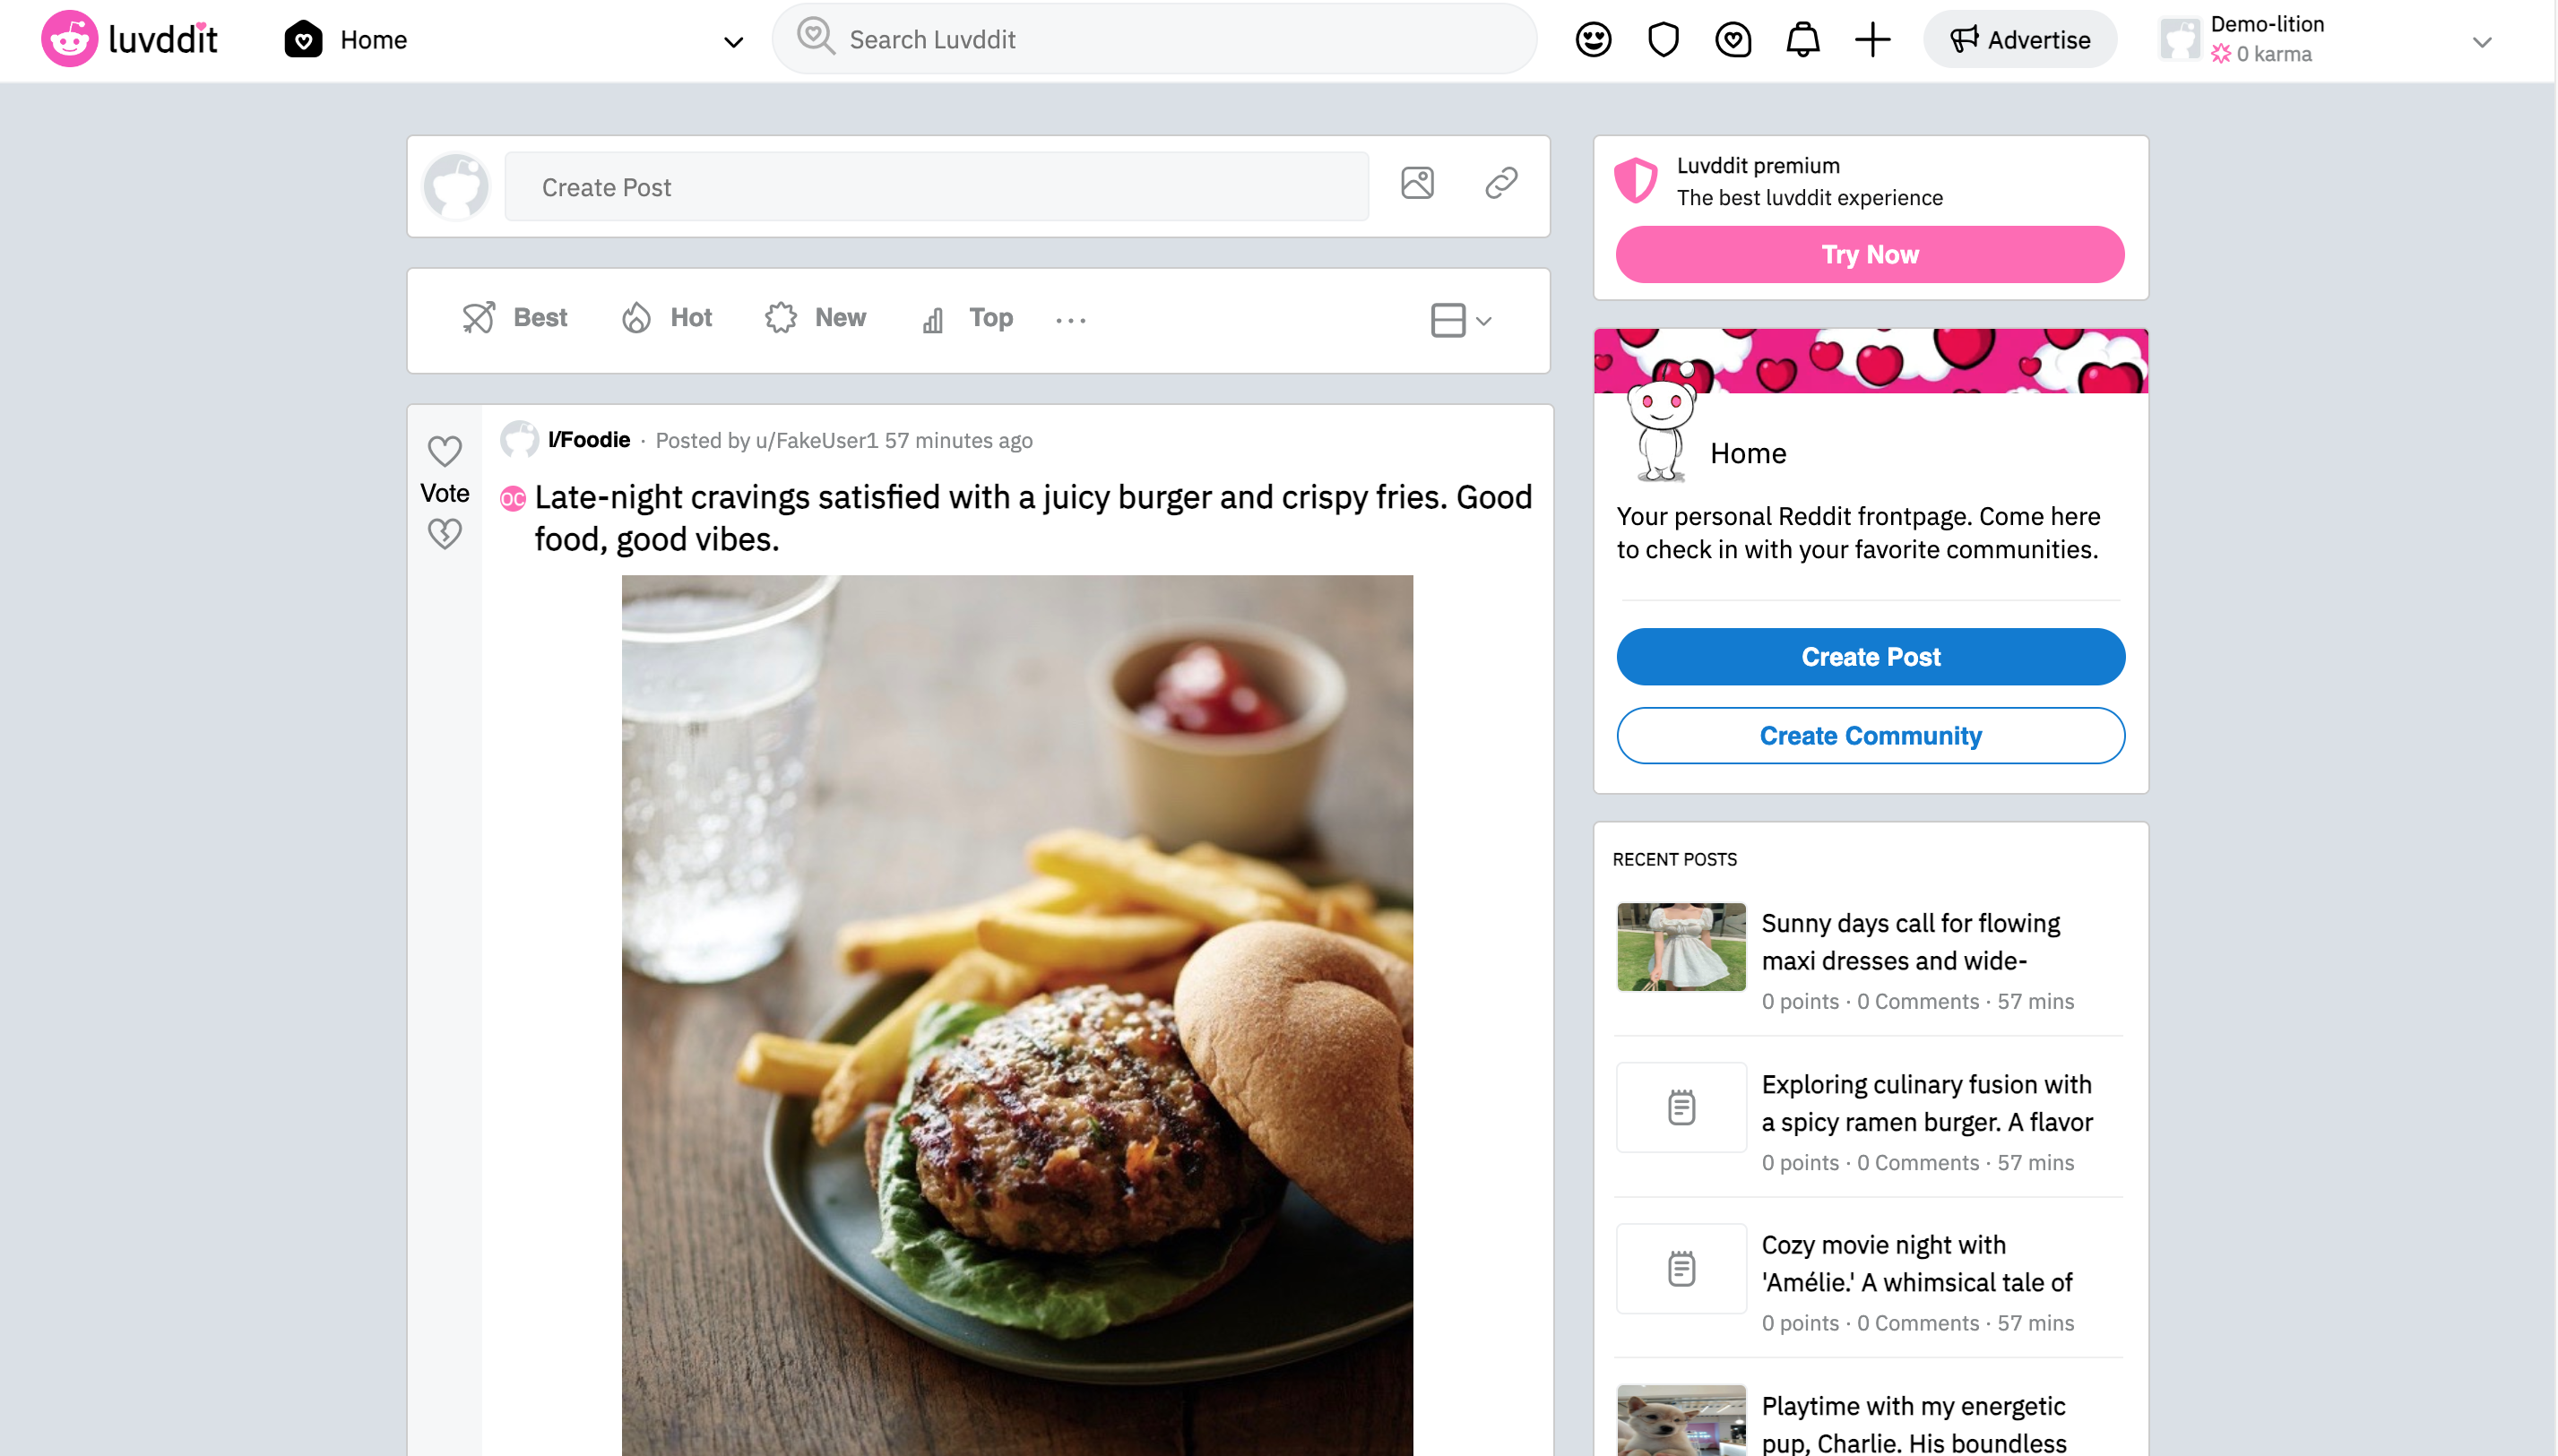 luvddit
Home
Search Luvddit
Advertise
Demo-lition
0 karma
Create Post
Best
Hot
New
Top
l/Foodie · Posted by u/FakeUser1 57 minutes ago
Vote
OC
Late-night cravings satisfied with a juicy burger and crispy fries. Good
food, good vibes.
Luvddit premium
The best luvddit experience
Try Now
Home
Your personal Reddit frontpage. Come here
to check in with your favorite communities.
Create Post
Create Community
RECENT POSTS
Sunny days call for flowing
maxi dresses and wide-
0 points · 0 Comments · 57 mins
Exploring culinary fusion with
a spicy ramen burger. A flavor
0 points · 0 Comments · 57 mins
Cozy movie night with
'Amélie.' A whimsical tale of
0 points · 0 Comments · 57 mins
Playtime with my energetic
pup, Charlie. His boundless